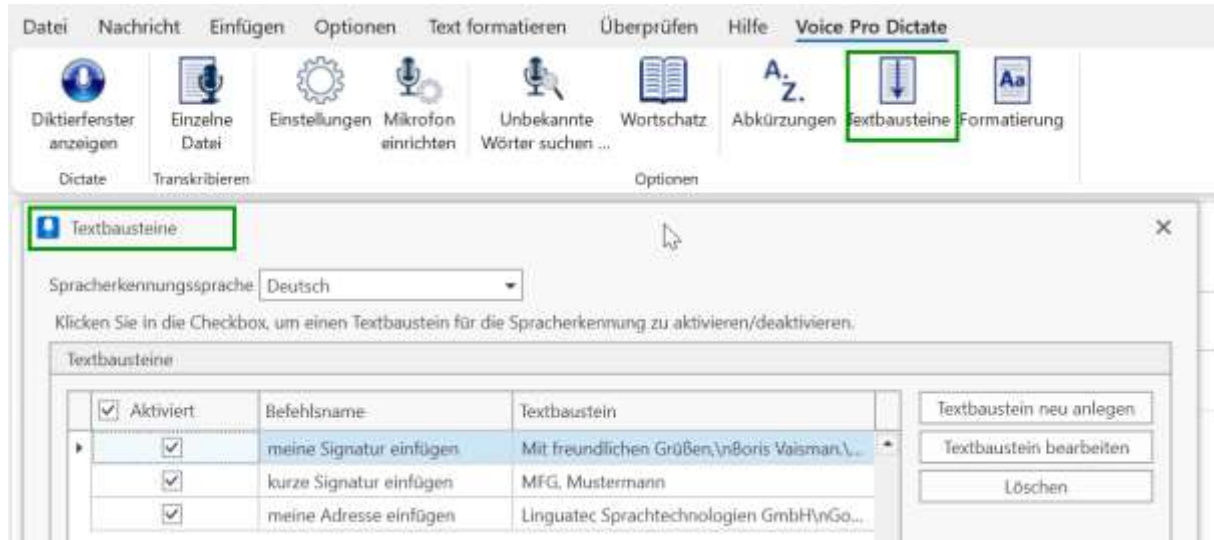 Datei Nachricht Einfügen Optionen Text formatieren Überprüfen Hilfe Voice Pro Dictate
Diktierfenster anzeigen
Einzelne Datei
Einstellungen
Mikrofon einrichten
Unbekannte Wörter suchen ...
Wortschatz
A.
Z.
Abkürzungen
Textbausteine
Aa
Formatierung
Dictate Transkribieren Optionen
Textbausteine
Spracherkennungssprache Deutsch
Klicken Sie in die Checkbox, um einen Textbaustein für die Spracherkennung zu aktivieren/deaktivieren.
Textbausteine
Aktiviert Befehlsname Textbaustein
meine Signatur einfügen Mit freundlichen Grüßen,\nBoris Vaisman.\...
kurze Signatur einfügen MFG, Mustermann
meine Adresse einfügen Linguatec Sprachtechnologien GmbH\nGo...
Textbaustein neu anlegen
Textbaustein bearbeiten
Löschen